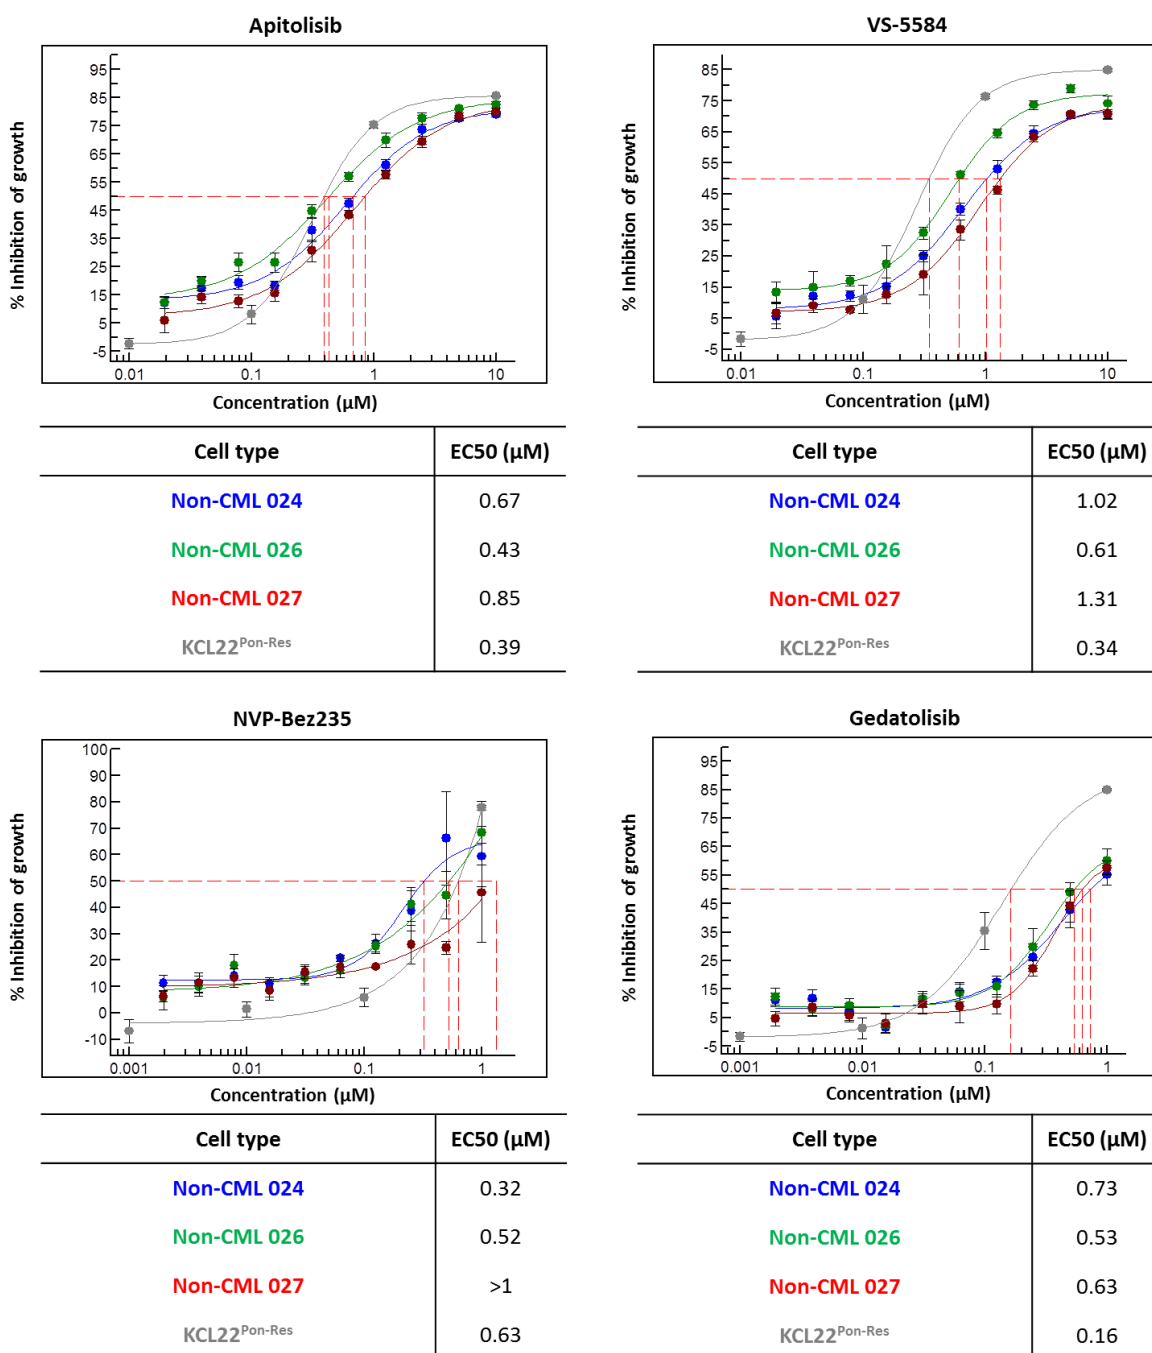 Apitolisib
95
85
75
65
55
45
35
25
15
5
-5
% Inhibition of growth
0.01 0.1 1 10
Concentration (µM)
Cell type EC50 (µM)
Non-CML 024 0.67
Non-CML 026 0.43
Non-CML 027 0.85
KCL22Pon-Res 0.39
VS-5584
85
75
65
55
45
35
25
15
5
-5
% Inhibition of growth
0.01 0.1 1 10
Concentration (µM)
Cell type EC50 (µM)
Non-CML 024 1.02
Non-CML 026 0.61
Non-CML 027 1.31
KCL22Pon-Res 0.34
NVP-Bez235
100
90
80
70
60
50
40
30
20
10
0
-10
% Inhibition of growth
0.001 0.01 0.1 1
Concentration (µM)
Cell type EC50 (µM)
Non-CML 024 0.32
Non-CML 026 0.52
Non-CML 027 >1
KCL22Pon-Res 0.63
Gedatolisib
95
85
75
65
55
45
35
25
15
5
-5
% Inhibition of growth
0.001 0.01 0.1 1
Concentration (µM)
Cell type EC50 (µM)
Non-CML 024 0.73
Non-CML 026 0.53
Non-CML 027 0.63
KCL22Pon-Res 0.16